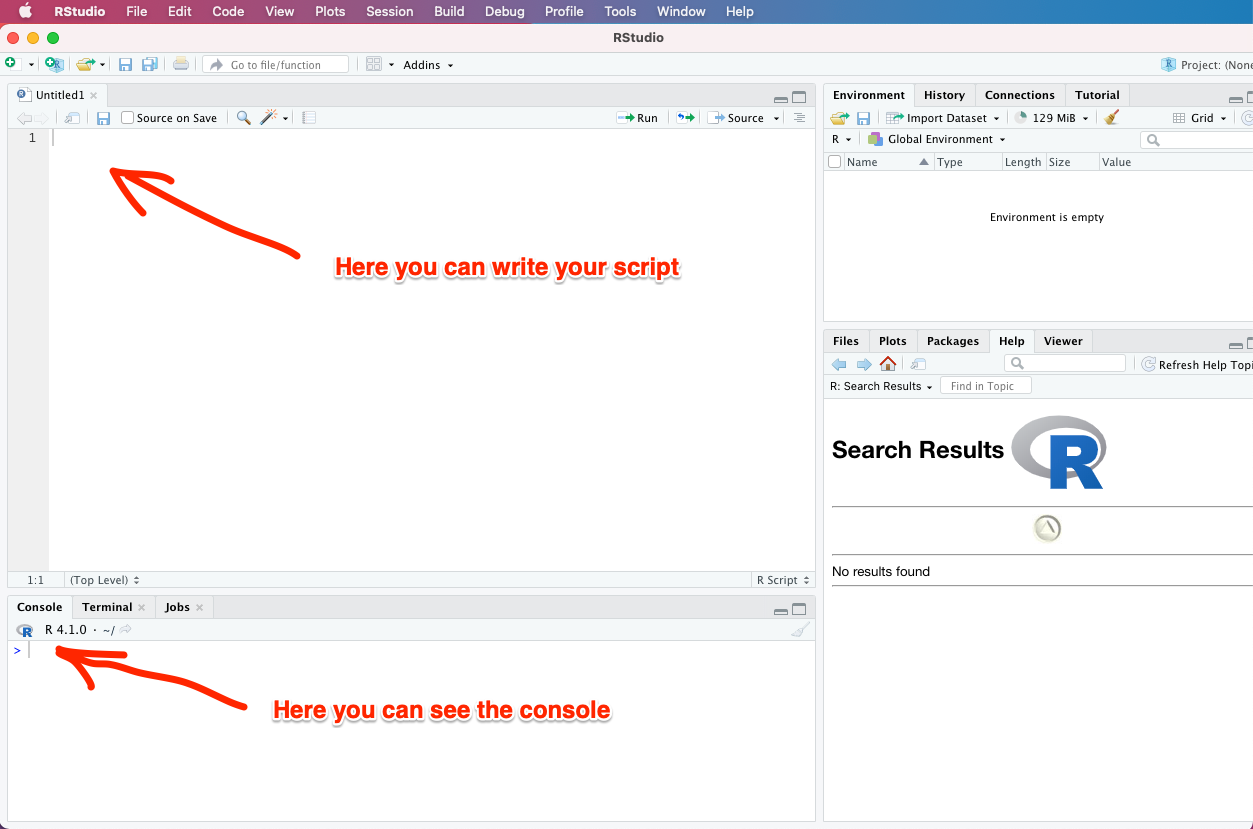 RStudio File Edit Code View Plots Session Build Debug Profile Tools Window Help
RStudio
Go to file/function Addins Project: (None
Untitled1
Source on Save Run Source
1
Here you can write your script
1:1 (Top Level) R Script
Console Terminal Jobs
R 4.1.0 · ~/
>
Here you can see the console
Environment History Connections Tutorial
Import Dataset 129 MiB Grid
R Global Environment
Name Type Length Size Value
Environment is empty
Files Plots Packages Help Viewer
Refresh Help Topi
R: Search Results Find in Topic
Search Results R
No results found